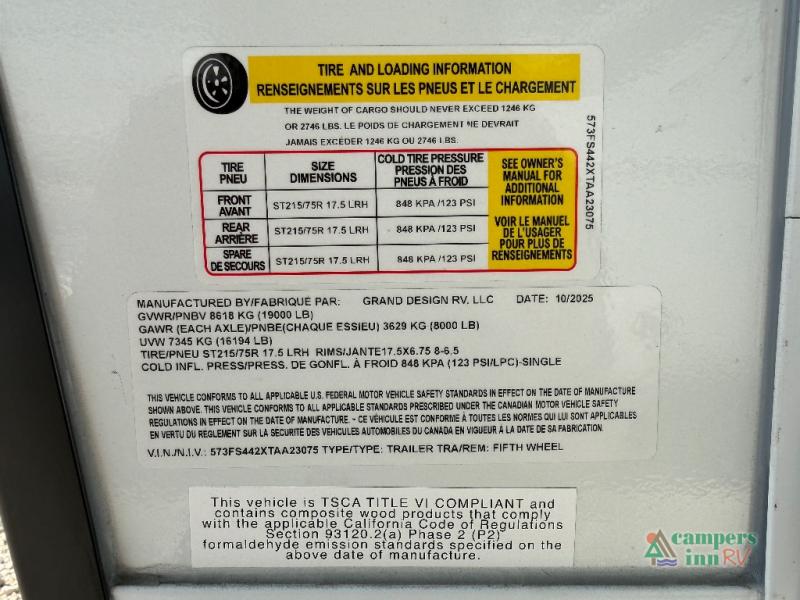 TIRE AND LOADING INFORMATION
RENSEIGNEMENTS SUR LES PNEUS ET LE CHARGEMENT
THE WEIGHT OF CARGO SHOULD NEVER EXCEED 1246 KG
OR 2746 LBS. LE POIDS DE CHARGEMENT NE DEVRAIT
JAMAIS EXCÉDER 1246 KG OU 2746 LBS.
TIRE
PNEU
SIZE
DIMENSIONS
COLD TIRE PRESSURE
PRESSION DES
PNEUS À FROID
SEE OWNER'S
MANUAL FOR
ADDITIONAL
INFORMATION
VOIR LE MANUEL
DE L'USAGER
POUR PLUS DE
RENSEIGNEMENTS
FRONT
AVANT
ST215/75R 17.5 LRH
848 KPA /123 PSI
REAR
ARRIÈRE
ST215/75R 17.5 LRH
848 KPA /123 PSI
SPARE
DE SECOURS
ST215/75R 17.5 LRH
848 KPA /123 PSI
573FS442XTAA23075
MANUFACTURED BY/FABRIQUÉ PAR: GRAND DESIGN RV, LLC DATE: 10/2025
GVWR/PNBV 8618 KG (19000 LB)
GAWR (EACH AXLE)/PNBE(CHAQUE ESSIEU) 3629 KG (8000 LB)
UVW 7345 KG (16194 LB)
TIRE/PNEU ST215/75R 17.5 LRH RIMS/JANTE17.5X6.75 8-6.5
COLD INFL. PRESS/PRESS. DE GONFL. À FROID 848 KPA (123 PSI/LPC)-SINGLE
THIS VEHICLE CONFORMS TO ALL APPLICABLE U.S. FEDERAL MOTOR VEHICLE SAFETY STANDARDS IN EFFECT ON THE DATE OF MANUFACTURE
SHOWN ABOVE. THIS VEHICLE CONFORMS TO ALL APPLICABLE STANDARDS PRESCRIBED UNDER THE CANADIAN MOTOR VEHICLE SAFETY
REGULATIONS IN EFFECT ON THE DATE OF MANUFACTURE. - CE VÉHICULE EST CONFORME À TOUTES LES NORMES QUI LUI SONT APPLICABLES
EN VERTU DU REGLEMENT SUR LA SECURITE DES VEHICULES AUTOMOBILES DU CANADA EN VIGUEUR À LA DATE DE SA FABRICATION.
V.I.N./N.I.V.: 573FS442XTAA23075 TYPE/TYPE: TRAILER TRA/REM: FIFTH WHEEL
This vehicle is TSCA TITLE VI COMPLIANT and
contains composite wood products that comply
with the applicable California Code of Regulations
Section 93120.2(a) Phase 2 (P2)
formaldehyde emission standards specified on the
above date of manufacture.
campers
inn RV